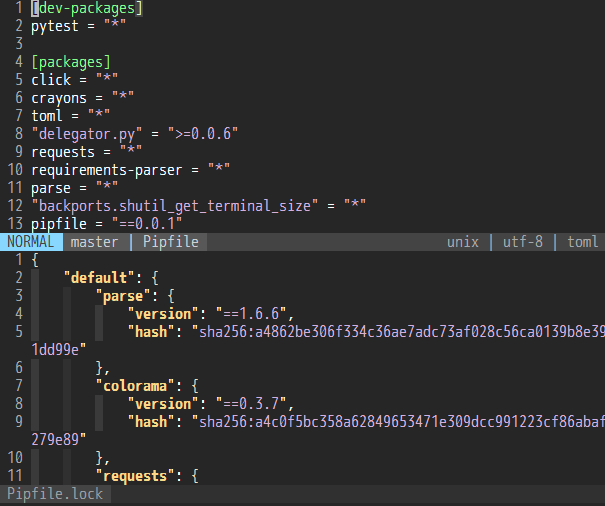 1 [dev-packages]
2 pytest = "*"
3
4 [packages]
5 click = "*"
6 crayons = "*"
7 toml = "*"
8 "delegator.py" = ">=0.0.6"
9 requests = "*"
10 requirements-parser = "*"
11 parse = "*"
12 "backports.shutil_get_terminal_size" = "*"
13 pipfile = "==0.0.1"
NORMAL master | Pipfile unix | utf-8 | toml
1 {
2 "default": {
3 "parse": {
4 "version": "==1.6.6",
5 "hash": "sha256:a4862be306f334c36ae7adc73af028c56ca0139b8e39
1dd99e"
6 },
7 "colorama": {
8 "version": "==0.3.7",
9 "hash": "sha256:a4c0f5bc358a62849653471e309dcc991223cf86abaf
279e89"
10 },
11 "requests": {
Pipfile.lock